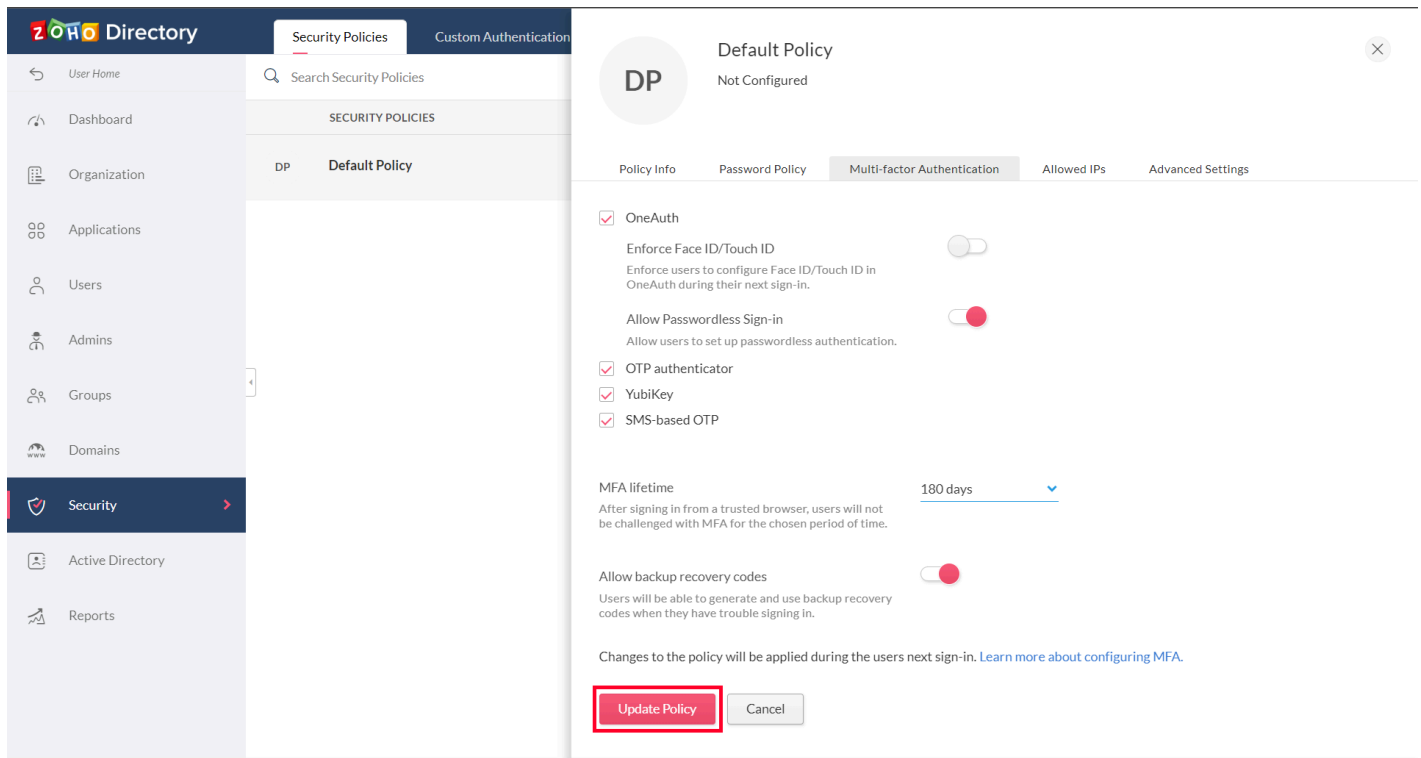 ZOHO Directory
Security Policies
Custom Authentication
User Home
Dashboard
Organization
Applications
Users
Admins
Groups
Domains
www
Security
Active Directory
Reports
Search Security Policies
SECURITY POLICIES
DP Default Policy
DP
Default Policy
Not Configured
Policy Info Password Policy Multi-factor Authentication Allowed IPs Advanced Settings
OneAuth
Enforce Face ID/Touch ID
Enforce users to configure Face ID/Touch ID in
OneAuth during their next sign-in.
Allow Passwordless Sign-in
Allow users to set up passwordless authentication.
OTP authenticator
YubiKey
SMS-based OTP
MFA lifetime 180 days
After signing in from a trusted browser, users will not
be challenged with MFA for the chosen period of time.
Allow backup recovery codes
Users will be able to generate and use backup recovery
codes when they have trouble signing in.
Changes to the policy will be applied during the users next sign-in. Learn more about configuring MFA.
Update Policy Cancel